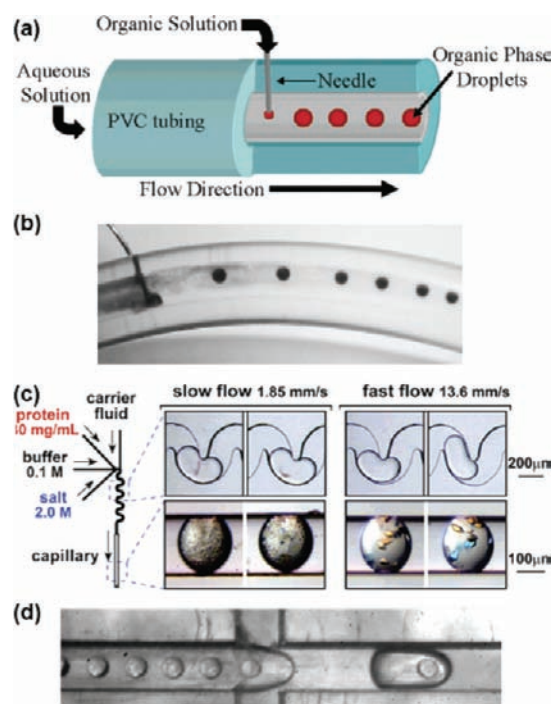 (a)
Organic Solution
Aqueous
Solution
Needle
Organic Phase
Droplets
PVC tubing
Flow Direction
(b)
(c)
carrier
fluid
protein
buffer
0.1 M
salt
2.0 M
capillary
slow flow 1.85 mm/s
fast flow 13.6 mm/s
200μm
100μm
(d)